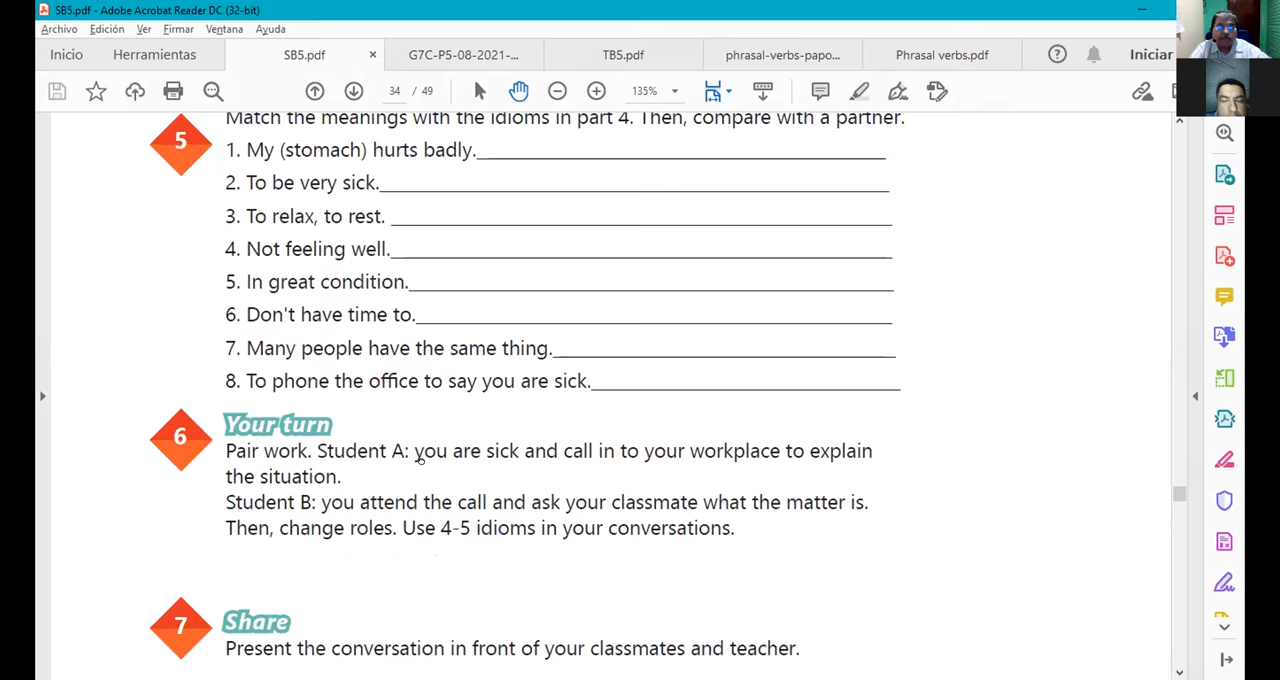 SB5.pdf - Adobe Acrobat Reader DC (32-bit)
Archivo Edición Ver Firmar Ventana Ayuda
Inicio Herramientas SB5.pdf × G7C-P5-08-2021-... TB5.pdf phrasal-verbs-papo... Phrasal verbs.pdf Iniciar
34 / 49 135%
Match the meanings with the idioms in part 4. Then, compare with a partner.
5
1. My (stomach) hurts badly.
2. To be very sick.
3. To relax, to rest.
4. Not feeling well.
5. In great condition.
6. Don't have time to.
7. Many people have the same thing.
8. To phone the office to say you are sick.
6
Your turn
Pair work. Student A: you are sick and call in to your workplace to explain
the situation.
Student B: you attend the call and ask your classmate what the matter is.
Then, change roles. Use 4-5 idioms in your conversations.
7
Share
Present the conversation in front of your classmates and teacher.